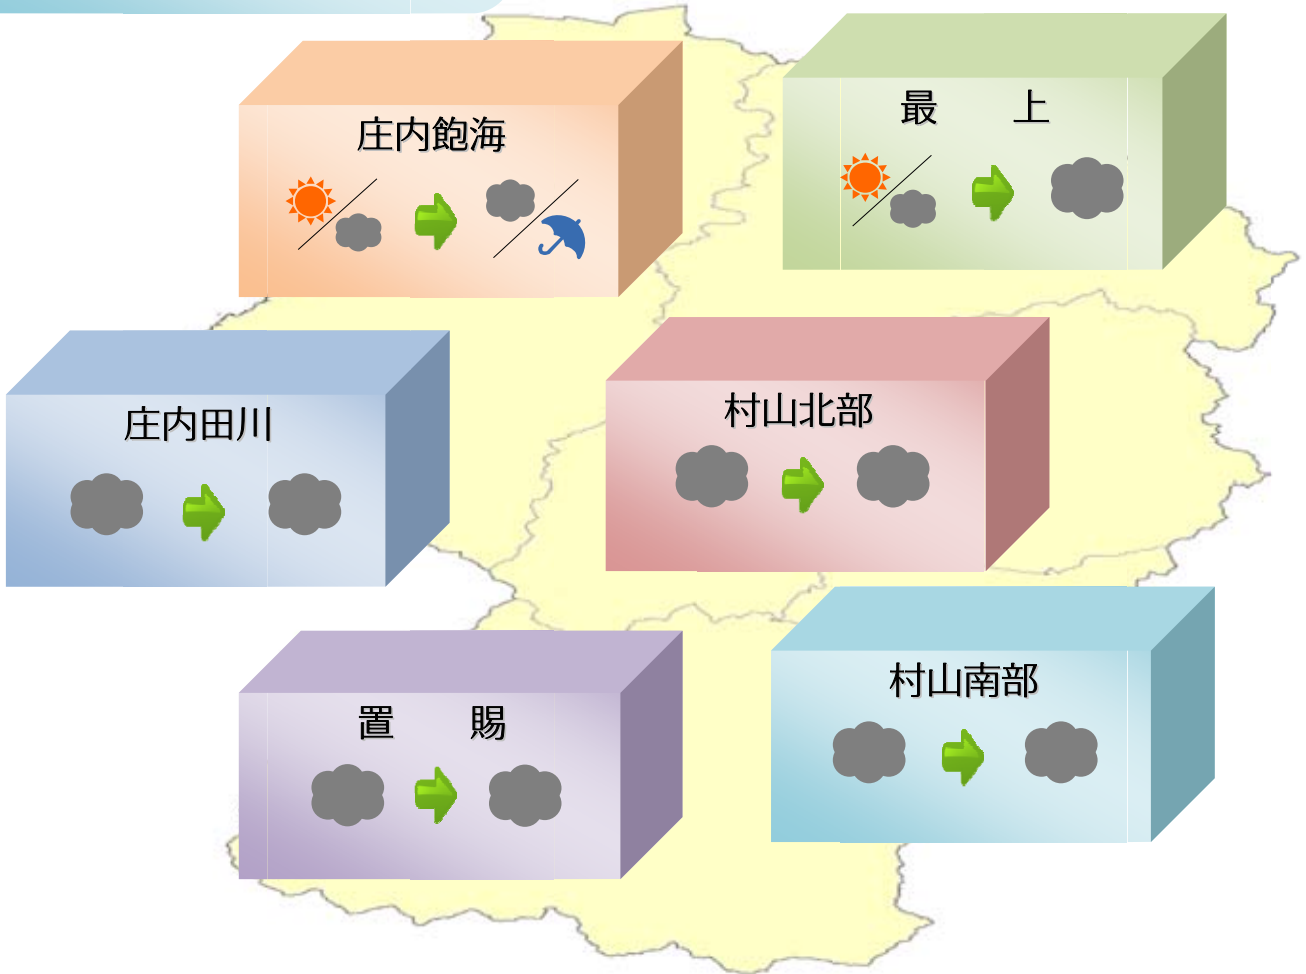 庄内飽海
最　上
庄内田川
村山北部
置　賜
村山南部